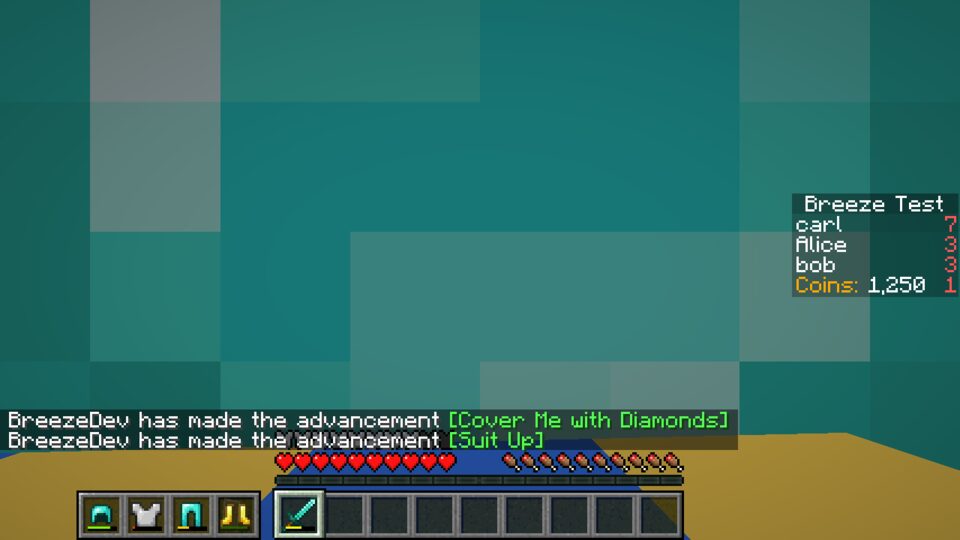 Breeze Test
carl 7
Alice 3
bob 3
Coins: 1,250 1
BreezeDev has made the advancement [Cover Me with Diamonds]
BreezeDev has made the advancement [Suit Up]